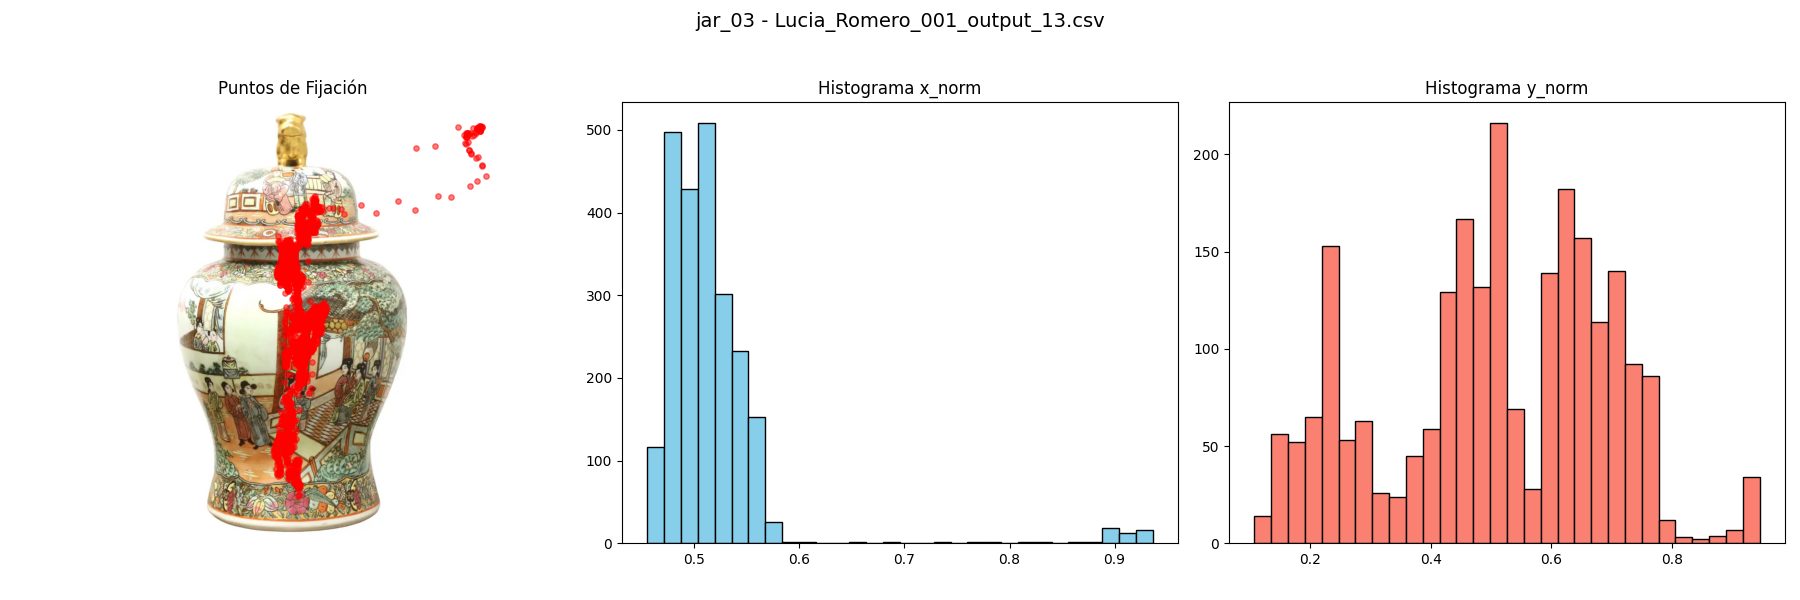 jar_03 - Lucia_Romero_001_output_13.csv
Puntos de Fijación
Histograma x_norm
Histograma y_norm
500
400
300
200
100
0
0.5 0.6 0.7 0.8 0.9
200
150
100
50
0
0.2 0.4 0.6 0.8